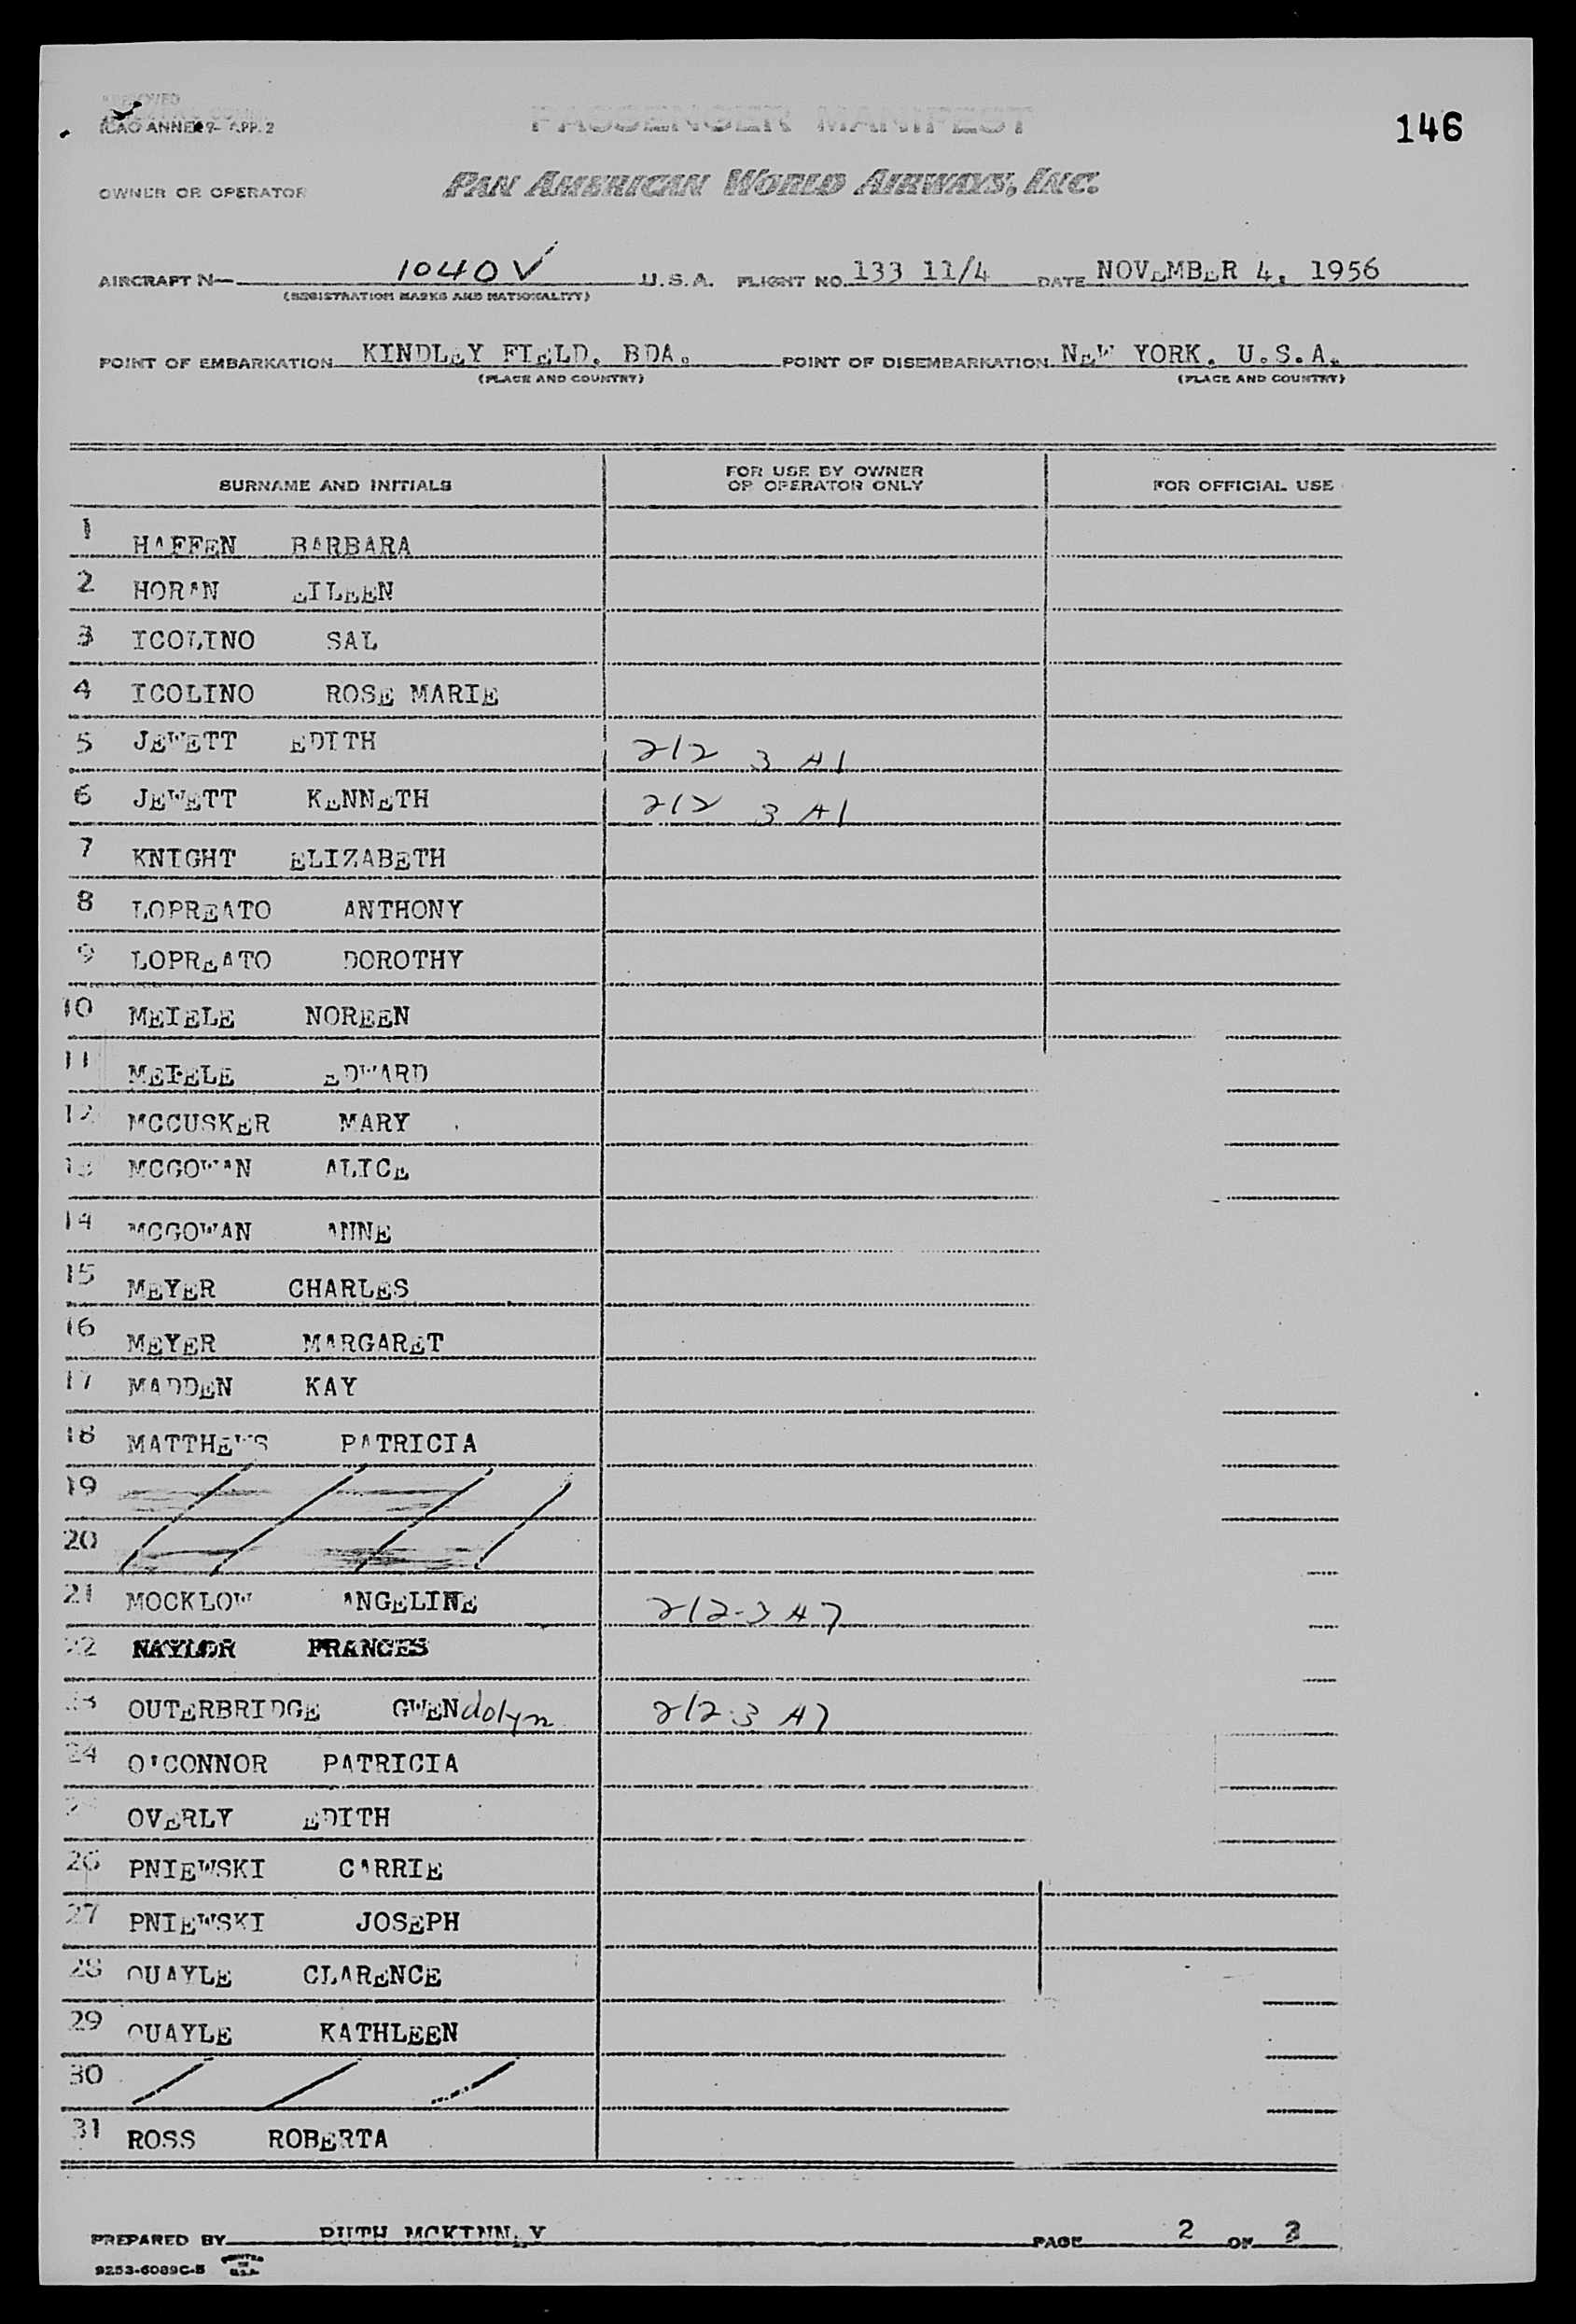 ICAO ANNEX 9- APP. 2
PASSENGER MANIFEST
146
OWNER OR OPERATOR PAN AMERICAN WORLD AIRWAYS, INC.
AIRCRAFT N- 1040V U.S.A. FLIGHT NO. 133 11/4 DATE NOVEMBER 4, 1956
(REGISTRATION MARKS AND NATIONALITY)
POINT OF EMBARKATION KINDLEY FIELD, BDA. POINT OF DISEMBARKATION NEW YORK, U.S.A.
(PLACE AND COUNTRY) (PLACE AND COUNTRY)
SURNAME AND INITIALS FOR USE BY OWNER OR OPERATOR ONLY FOR OFFICIAL USE
1 HAFFEN BARBARA
2 HORAN EILEEN
3 ICOLINO SAL
4 ICOLINO ROSE MARIE
5 JEWETT EDITH 212 3 A1
6 JEWETT KENNETH 212 3 A1
7 KNIGHT ELIZABETH
8 LOPREATO ANTHONY
9 LOPREATO DOROTHY
10 MEIELE NOREEN
11 MEIELE EDWARD
12 MCCUSKER MARY
13 MCGOWAN ALICE
14 MCGOWAN ANNE
15 MEYER CHARLES
16 MEYER MARGARET
17 MADDEN KAY
18 MATTHEWS PATRICIA
19
20
21 MOCKLOW ANGELINE 212-3 A7
22 NAYLOR FRANCES
23 OUTERBRIDGE GWENdolyn 212-3 A7
24 O'CONNOR PATRICIA
OVERLY EDITH
26 PNIEWSKI CARRIE
27 PNIEWSKI JOSEPH
28 QUAYLE CLARENCE
29 QUAYLE KATHLEEN
30
31 ROSS ROBERTA
PREPARED BY RUTH MCKINNEY PAGE 2 OF 3
9253-6089C-5 PRINTED IN U.S.A.